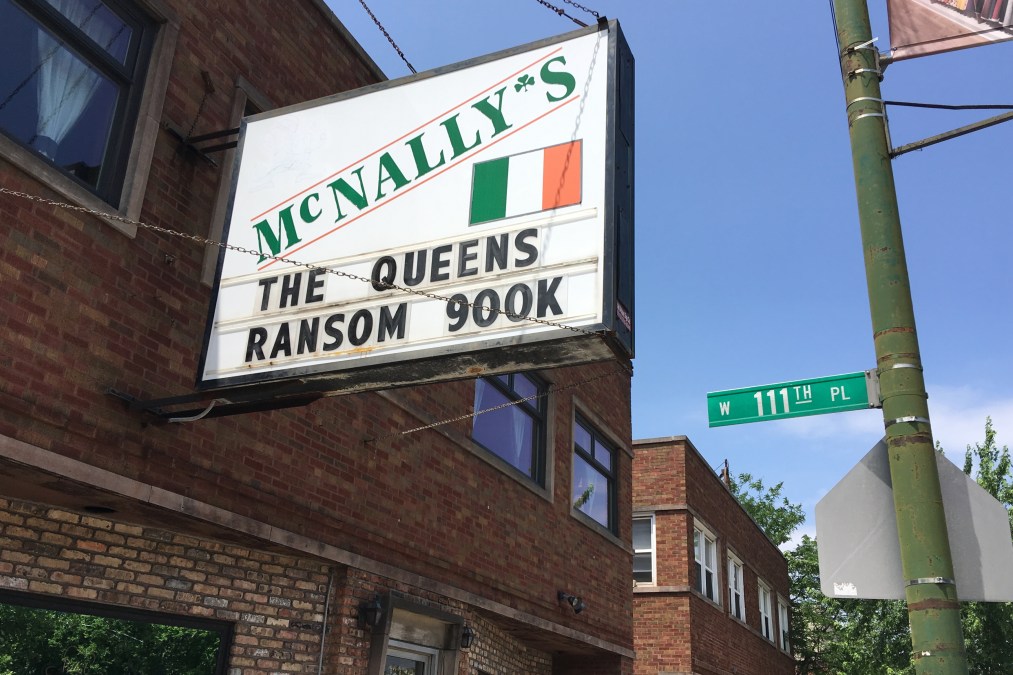 McNALLY'S
THE QUEENS
RANSOM 900K
W 111TH PL